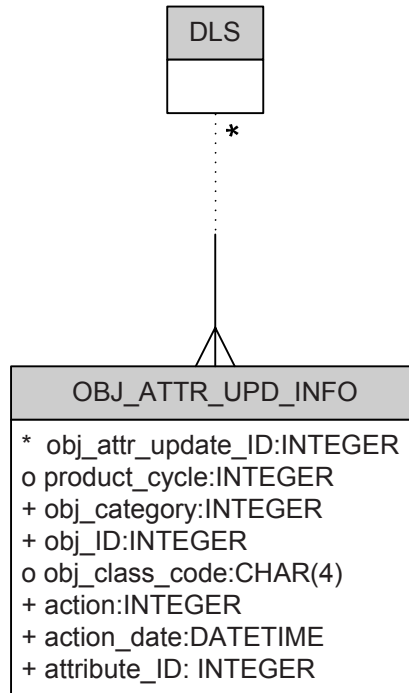 DLS
*
OBJ_ATTR_UPD_INFO
* obj_attr_update_ID:INTEGER
o product_cycle:INTEGER
+ obj_category:INTEGER
+ obj_ID:INTEGER
o obj_class_code:CHAR(4)
+ action:INTEGER
+ action_date:DATETIME
+ attribute_ID: INTEGER